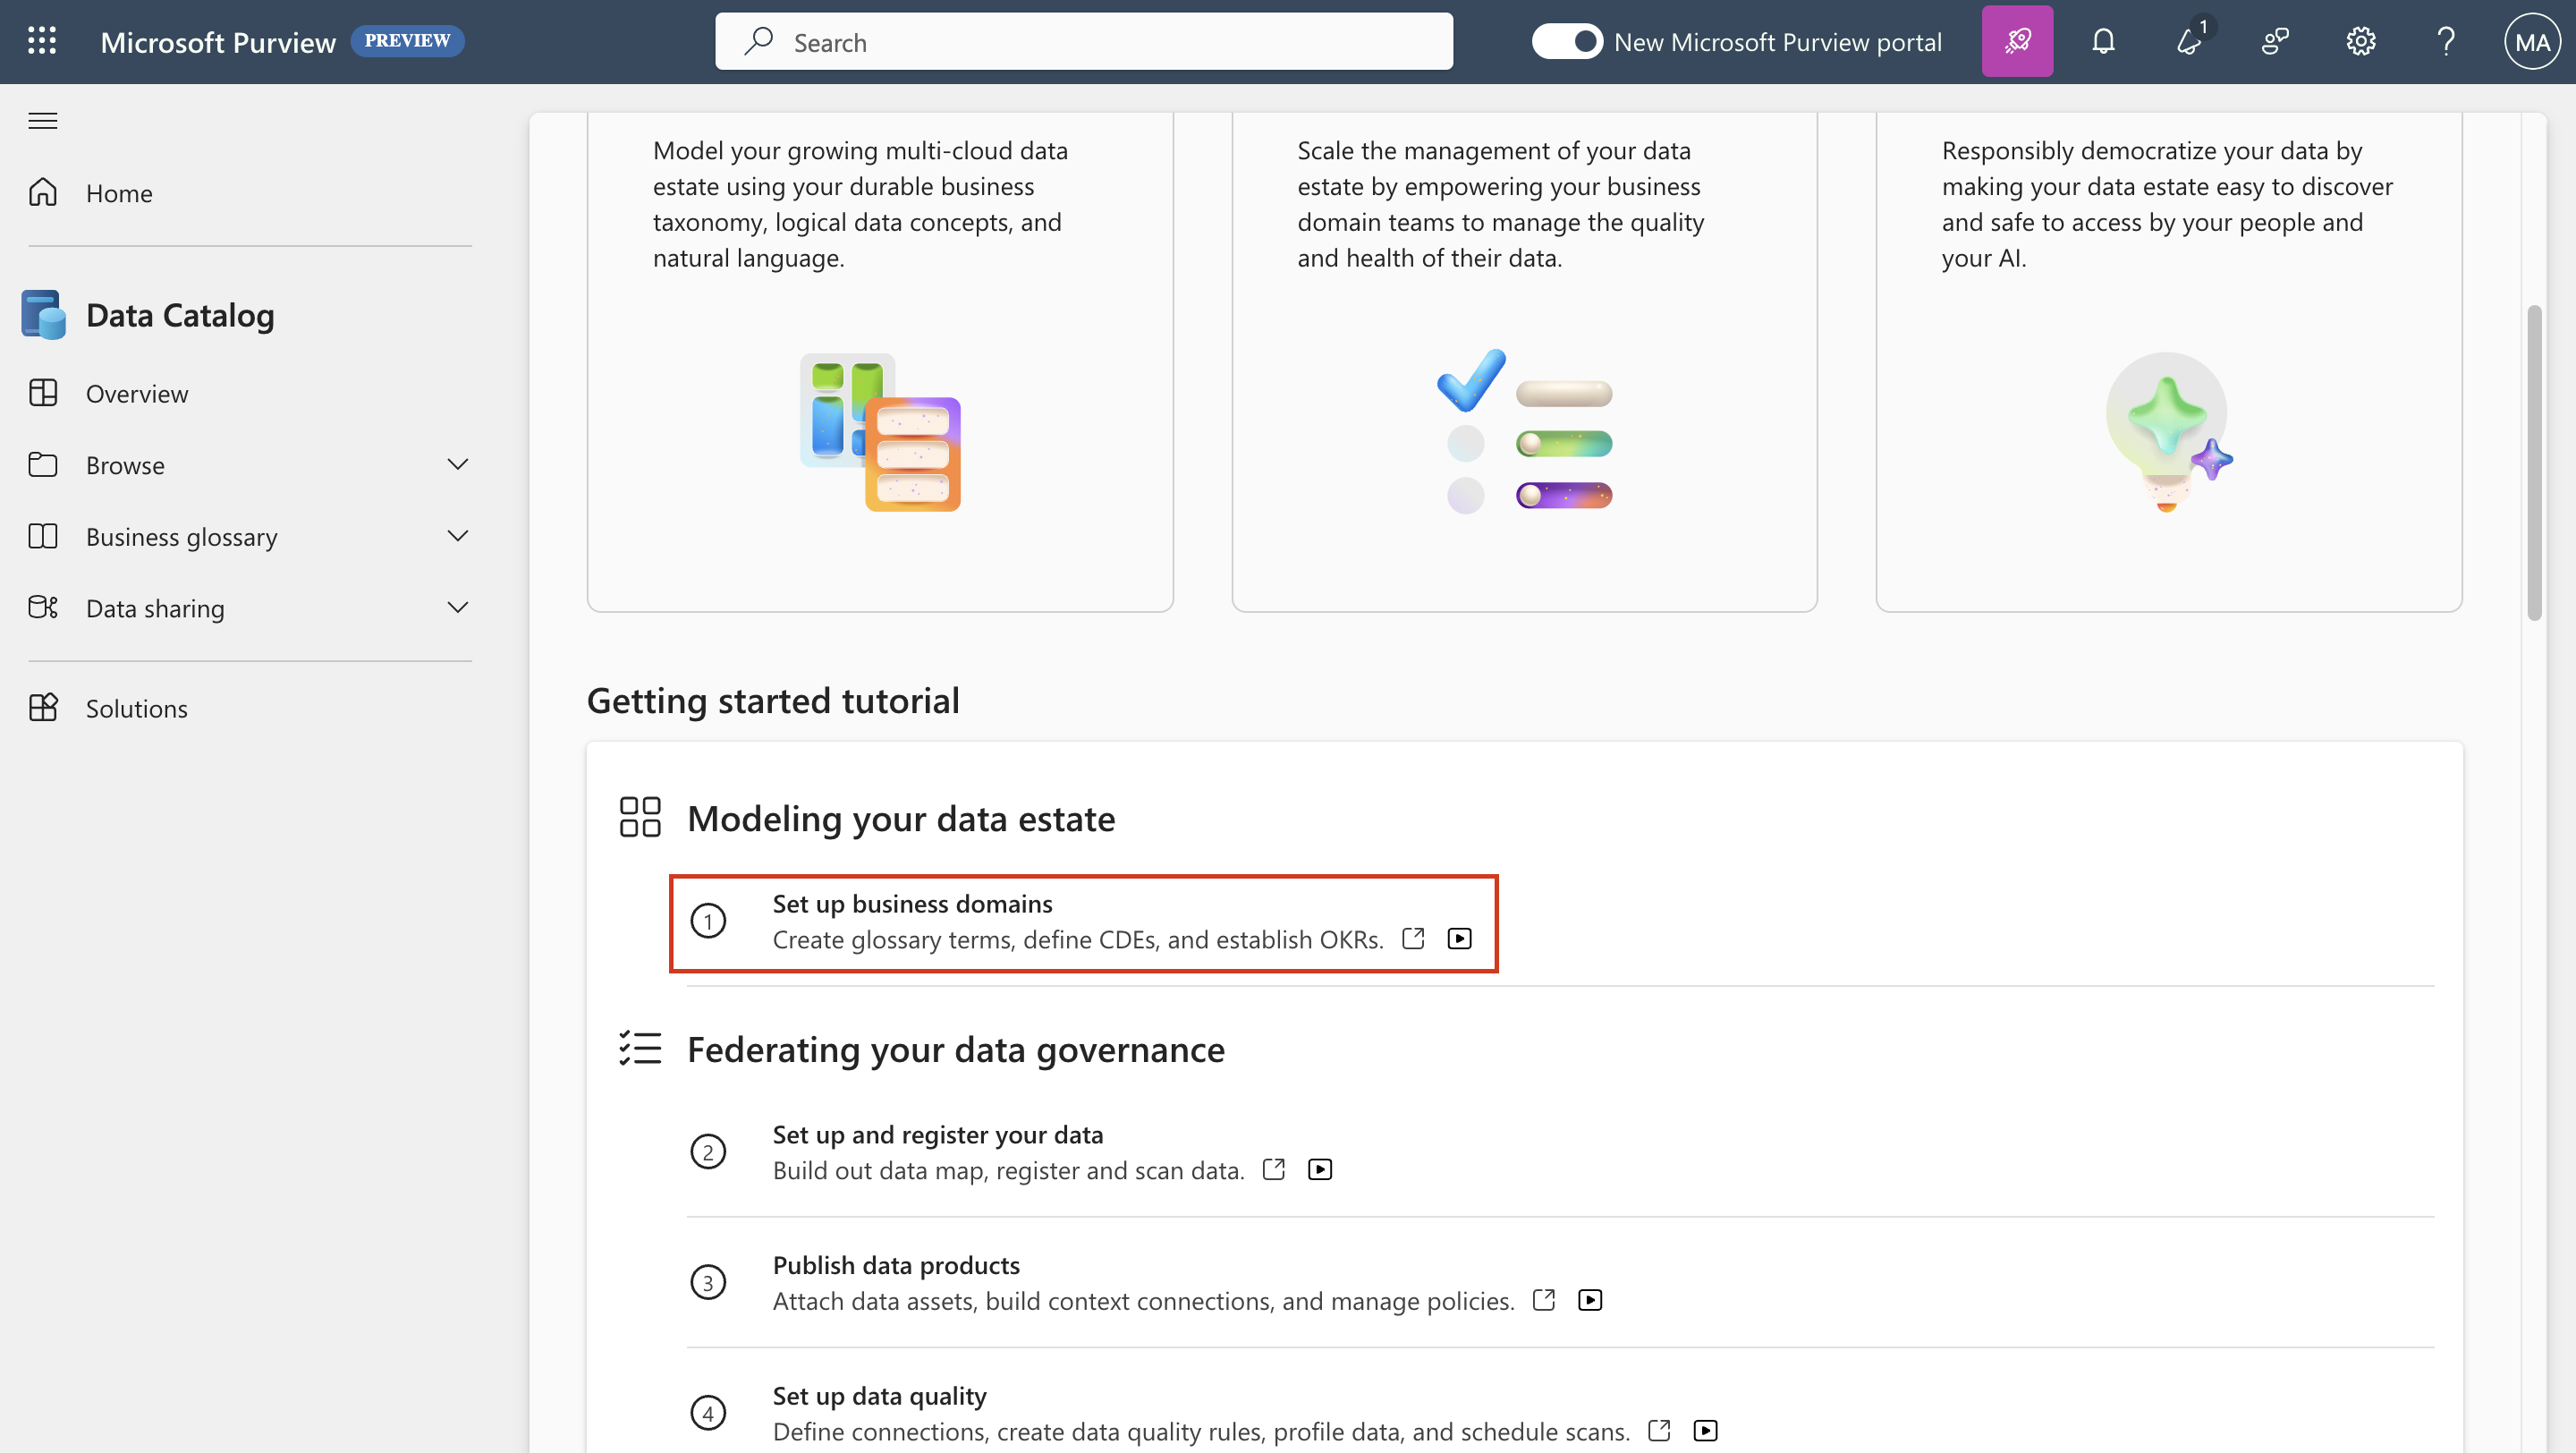 Microsoft Purview PREVIEW
Search
New Microsoft Purview portal
1
MA
Home
Data Catalog
Overview
Browse
Business glossary
Data sharing
Solutions
Model your growing multi-cloud data
estate using your durable business
taxonomy, logical data concepts, and
natural language.
Scale the management of your data
estate by empowering your business
domain teams to manage the quality
and health of their data.
Responsibly democratize your data by
making your data estate easy to discover
and safe to access by your people and
your AI.
Getting started tutorial
Modeling your data estate
1
Set up business domains
Create glossary terms, define CDEs, and establish OKRs.
Federating your data governance
2
Set up and register your data
Build out data map, register and scan data.
3
Publish data products
Attach data assets, build context connections, and manage policies.
4
Set up data quality
Define connections, create data quality rules, profile data, and schedule scans.